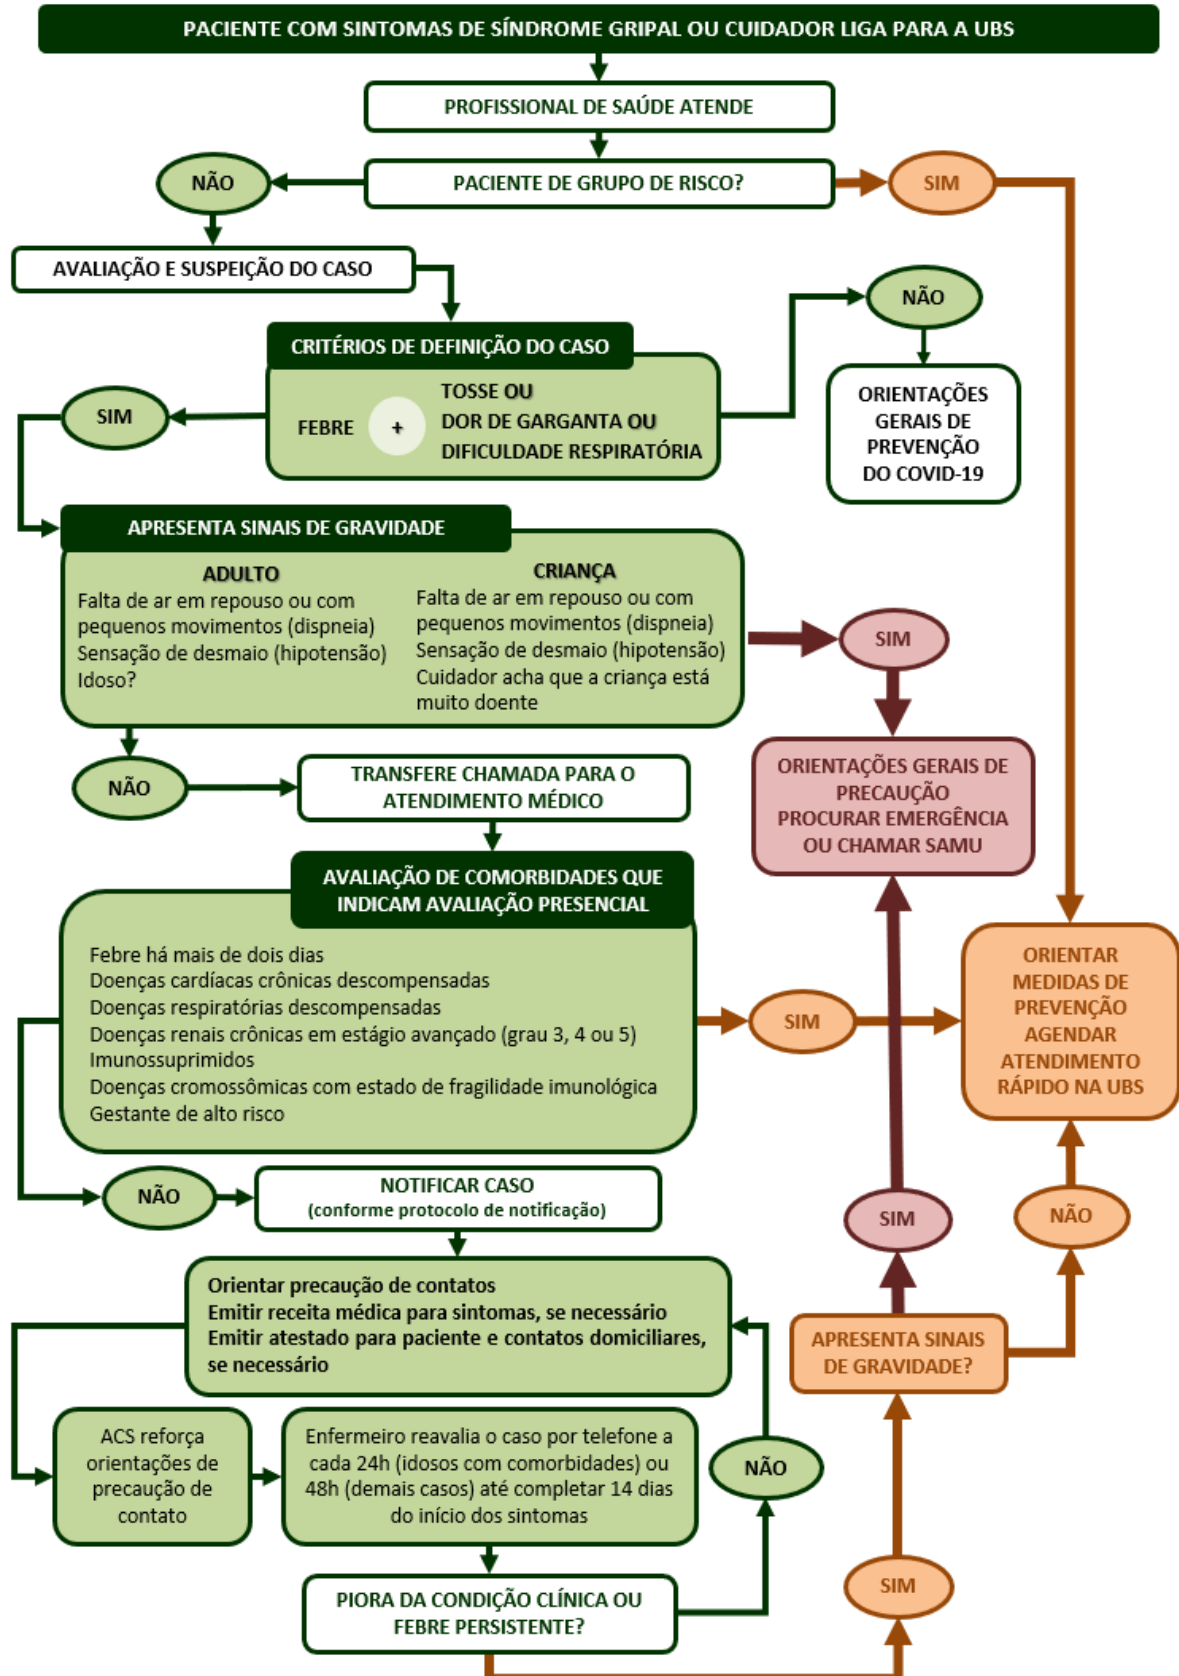 PACIENTE COM SINTOMAS DE SÍNDROME GRIPAL OU CUIDADOR LIGA PARA A UBS
PROFISSIONAL DE SAÚDE ATENDE
NÃO
PACIENTE DE GRUPO DE RISCO?
SIM
AVALIAÇÃO E SUSPEIÇÃO DO CASO
NÃO
CRITÉRIOS DE DEFINIÇÃO DO CASO
SIM
FEBRE
+
TOSSE OU
DOR DE GARGANTA OU
DIFICULDADE RESPIRATÓRIA
ORIENTAÇÕES
GERAIS DE
PREVENÇÃO
DO COVID-19
APRESENTA SINAIS DE GRAVIDADE
ADULTO
Falta de ar em repouso ou com
pequenos movimentos (dispneia)
Sensação de desmaio (hipotensão)
Idoso?
CRIANÇA
Falta de ar em repouso ou com
pequenos movimentos (dispneia)
Sensação de desmaio (hipotensão)
Cuidador acha que a criança está
muito doente
SIM
NÃO
TRANSFERE CHAMADA PARA O
ATENDIMENTO MÉDICO
ORIENTAÇÕES GERAIS DE
PRECAUÇÃO
PROCURAR EMERGÊNCIA
OU CHAMAR SAMU
AVALIAÇÃO DE COMORBIDADES QUE
INDICAM AVALIAÇÃO PRESENCIAL
Febre há mais de dois dias
Doenças cardíacas crônicas descompensadas
Doenças respiratórias descompensadas
Doenças renais crônicas em estágio avançado (grau 3, 4 ou 5)
Imunossuprimidos
Doenças cromossômicas com estado de fragilidade imunológica
Gestante de alto risco
SIM
ORIENTAR
MEDIDAS DE
PREVENÇÃO
AGENDAR
ATENDIMENTO
RÁPIDO NA UBS
NÃO
NOTIFICAR CASO
(conforme protocolo de notificação)
SIM
NÃO
Orientar precaução de contatos
Emitir receita médica para sintomas, se necessário
Emitir atestado para paciente e contatos domiciliares,
se necessário
APRESENTA SINAIS
DE GRAVIDADE?
ACS reforça
orientações de
precaução de
contato
Enfermeiro reavalia o caso por telefone a
cada 24h (idosos com comorbidades) ou
48h (demais casos) até completar 14 dias
do início dos sintomas
NÃO
SIM
PIORA DA CONDIÇÃO CLÍNICA OU
FEBRE PERSISTENTE?